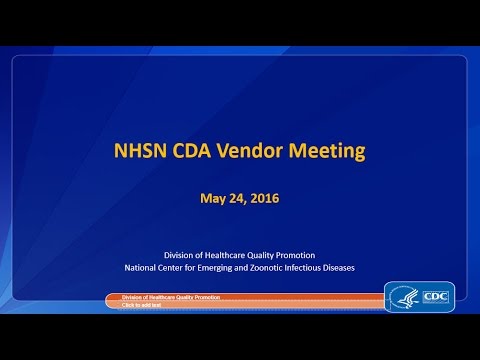 NHSN CDA Vendor Meeting
May 24, 2016
Division of Healthcare Quality Promotion
National Center for Emerging and Zoonotic Infectious Diseases
Division of Healthcare Quality Promotion
Click to add text
CDC